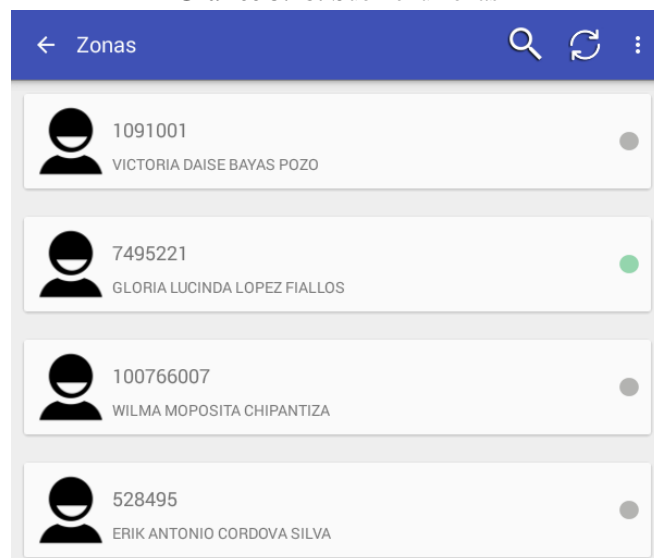 Zonas
1091001
VICTORIA DAISE BAYAS POZO
7495221
GLORIA LUCINDA LOPEZ FIALLOS
100766007
WILMA MOPOSITA CHIPANTIZA
528495
ERIK ANTONIO CORDOVA SILVA